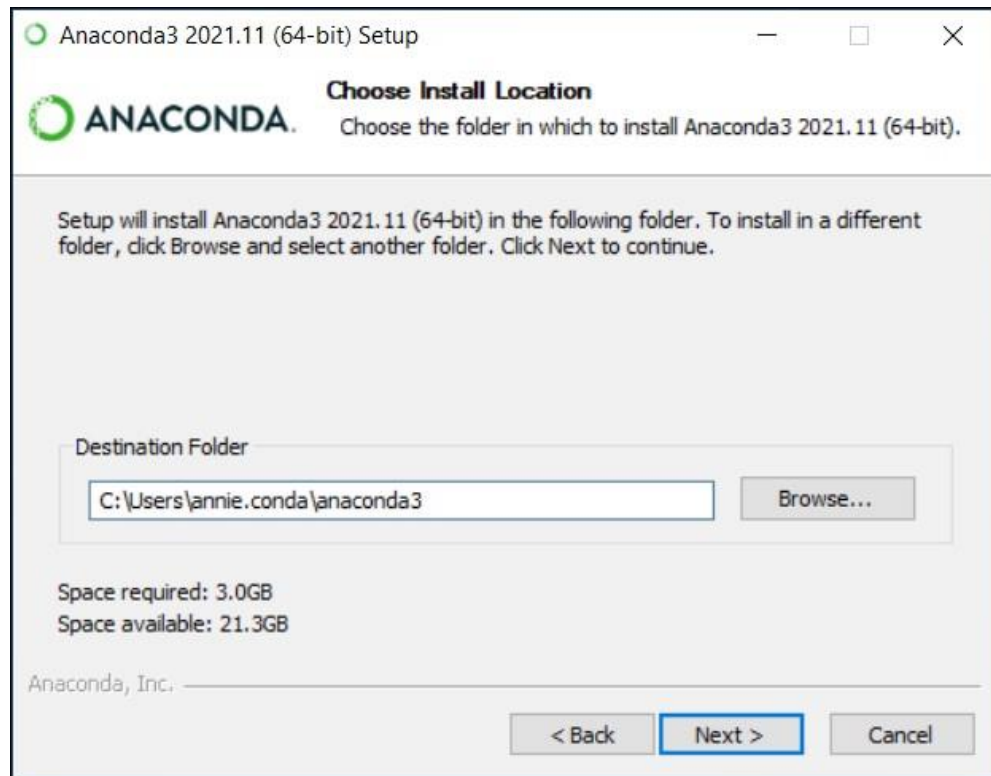 Anaconda3 2021.11 (64-bit) Setup
ANACONDA.
Choose Install Location
Choose the folder in which to install Anaconda3 2021.11 (64-bit).
Setup will install Anaconda3 2021.11 (64-bit) in the following folder. To install in a different
folder, click Browse and select another folder. Click Next to continue.
Destination Folder
C:\Users\annie.conda\anaconda3
Browse...
Space required: 3.0GB
Space available: 21.3GB
Anaconda, Inc.
< Back Next > Cancel